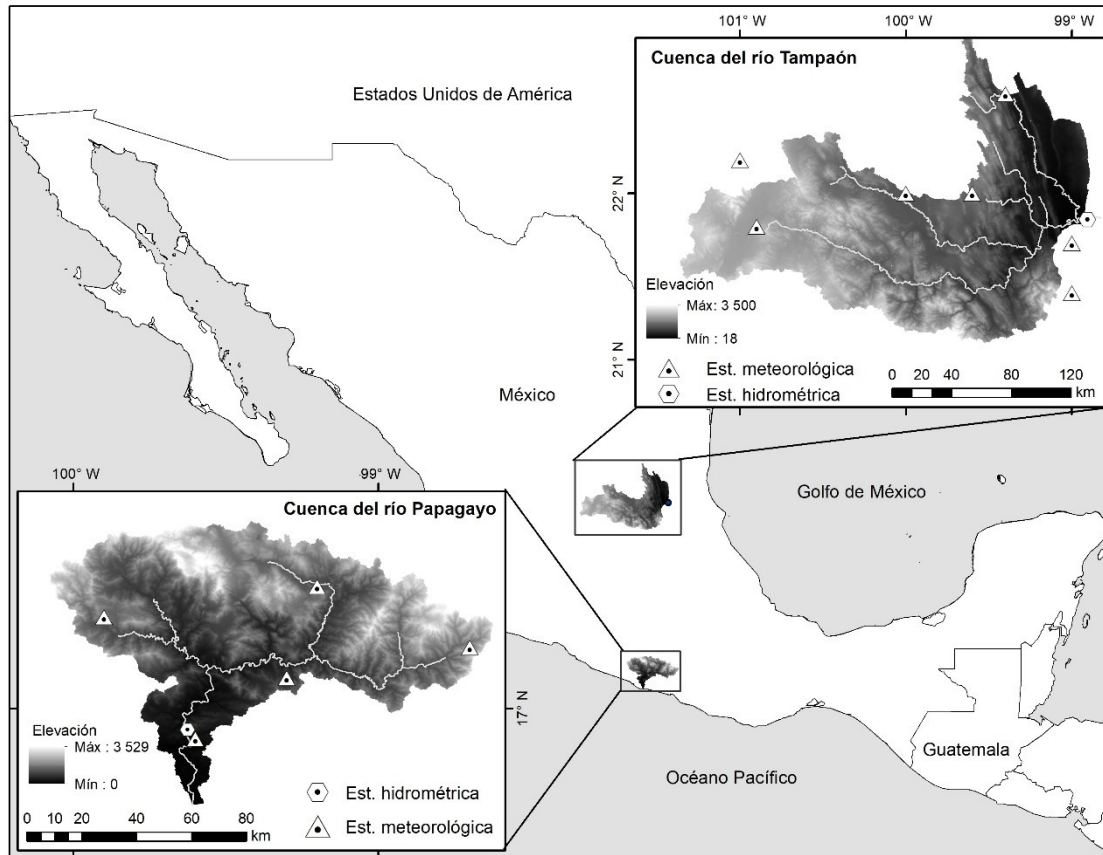 101° W
100° W
99° W
Cuenca del río Tampaón
Estados Unidos de América
22° N
Elevación
Máx: 3 500
Mín : 18
21° N
Est. meteorológica
Est. hidrométrica
0 20 40 80 120
km
México
100° W
99° W
Golfo de México
Cuenca del río Papagayo
17° N
Elevación
Máx : 3 529
Mín : 0
Guatemala
Océano Pacífico
Est. hidrométrica
Est. meteorológica
0 10 20 40 60 80
km